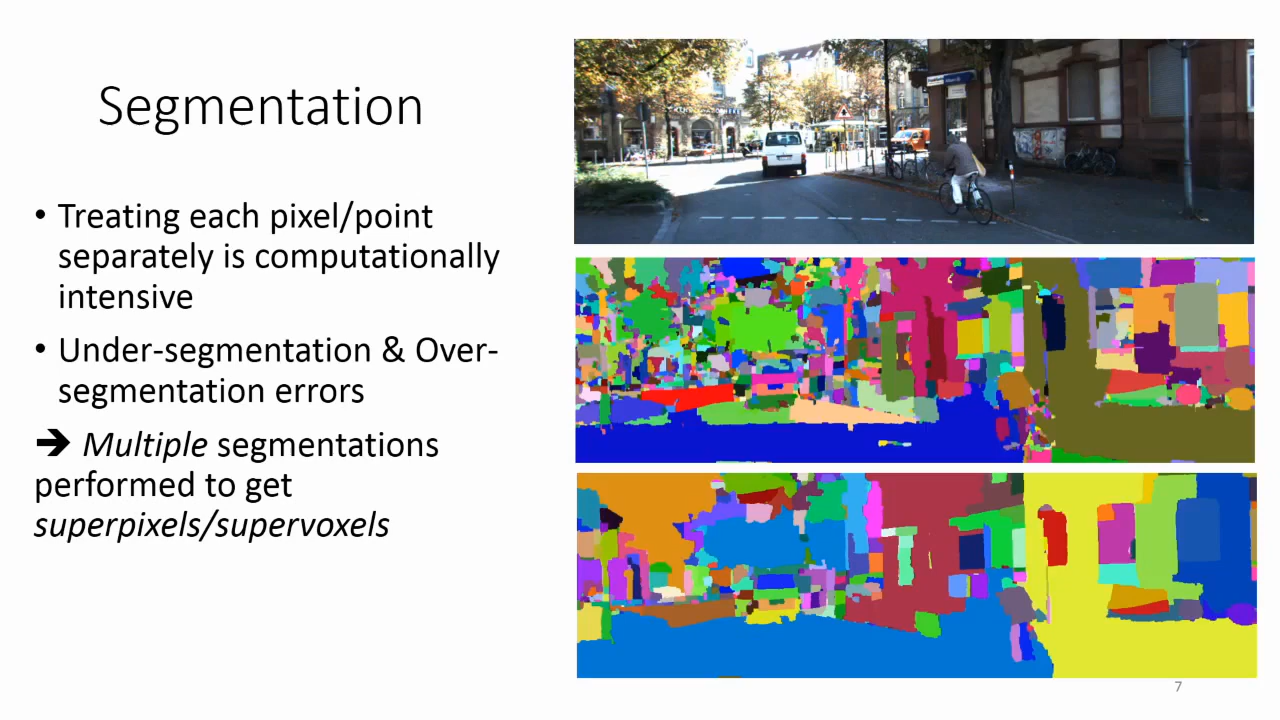 Segmentation
• Treating each pixel/point
separately is computationally
intensive
• Under-segmentation & Over-
segmentation errors
➔ Multiple segmentations
performed to get
superpixels/supervoxels
7